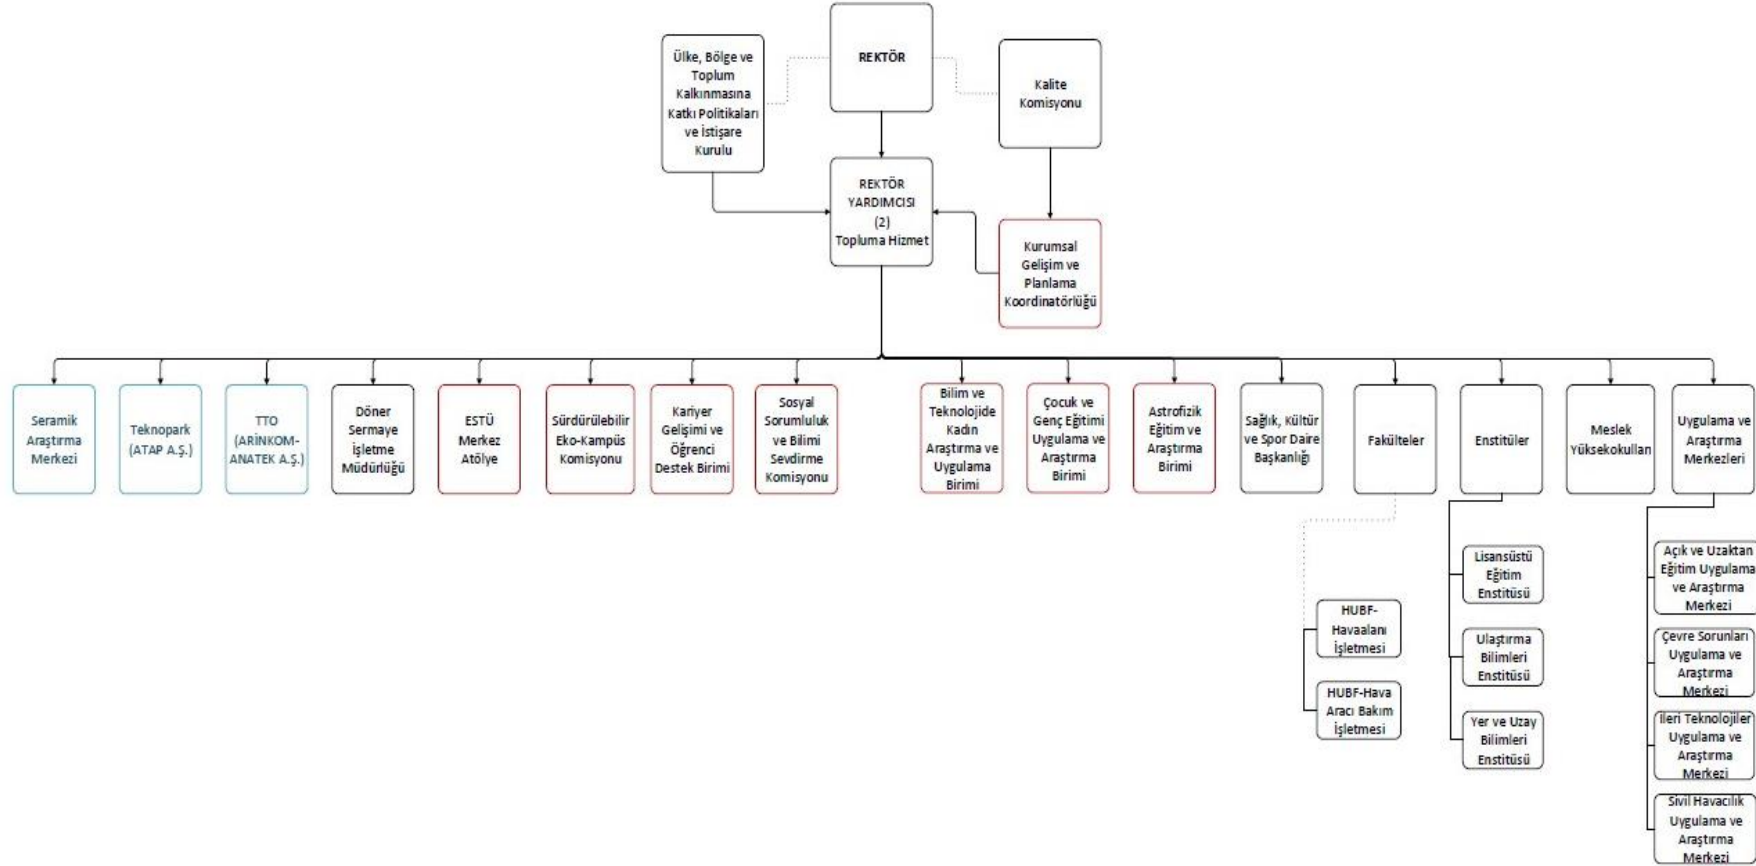 REKTÖR
Ülke, Bölge ve
Toplum
Kalkınmasına
Katkı Politikaları
ve İstişare
Kurulu
Kalite
Komisyonu
REKTÖR
YARDIMCISI
(2)
Topluma Hizmet
Kurumsal
Gelişim ve
Planlama
Koordinatörlüğü
Seramik
Araştırma
Merkezi
Teknopark
(ATAP A.Ş.)
TTO
(ARİNKOM-
ANATEK A.Ş.)
Döner
Sermaye
İşletme
Müdürlüğü
ESTÜ
Merkez
Atölye
Sürdürülebilir
Eko-Kampüs
Komisyonu
Kariyer
Gelişimi ve
Öğrenci
Destek Birimi
Sosyal
Sorumluluk
ve Bilimi
Sevdirme
Komisyonu
Bilim ve
Teknolojide
Kadın
Araştırma ve
Uygulama
Birimi
Çocuk ve
Genç Eğitimi
Uygulama ve
Araştırma
Birimi
Astrofizik
Eğitim ve
Araştırma
Birimi
Sağlık, Kültür
ve Spor Daire
Başkanlığı
Fakülteler
Enstitüler
Meslek
Yüksekokulları
Uygulama ve
Araştırma
Merkezleri
HUBF-
Havaalanı
İşletmesi
HUBF-Hava
Aracı Bakım
İşletmesi
Lisansüstü
Eğitim
Enstitüsü
Ulaştırma
Bilimleri
Enstitüsü
Yer ve Uzay
Bilimleri
Enstitüsü
Açık ve Uzaktan
Eğitim Uygulama
ve Araştırma
Merkezi
Çevre Sorunları
Uygulama ve
Araştırma
Merkezi
İleri Teknolojiler
Uygulama ve
Araştırma
Merkezi
Sivil Havacılık
Uygulama ve
Araştırma
Merkezi